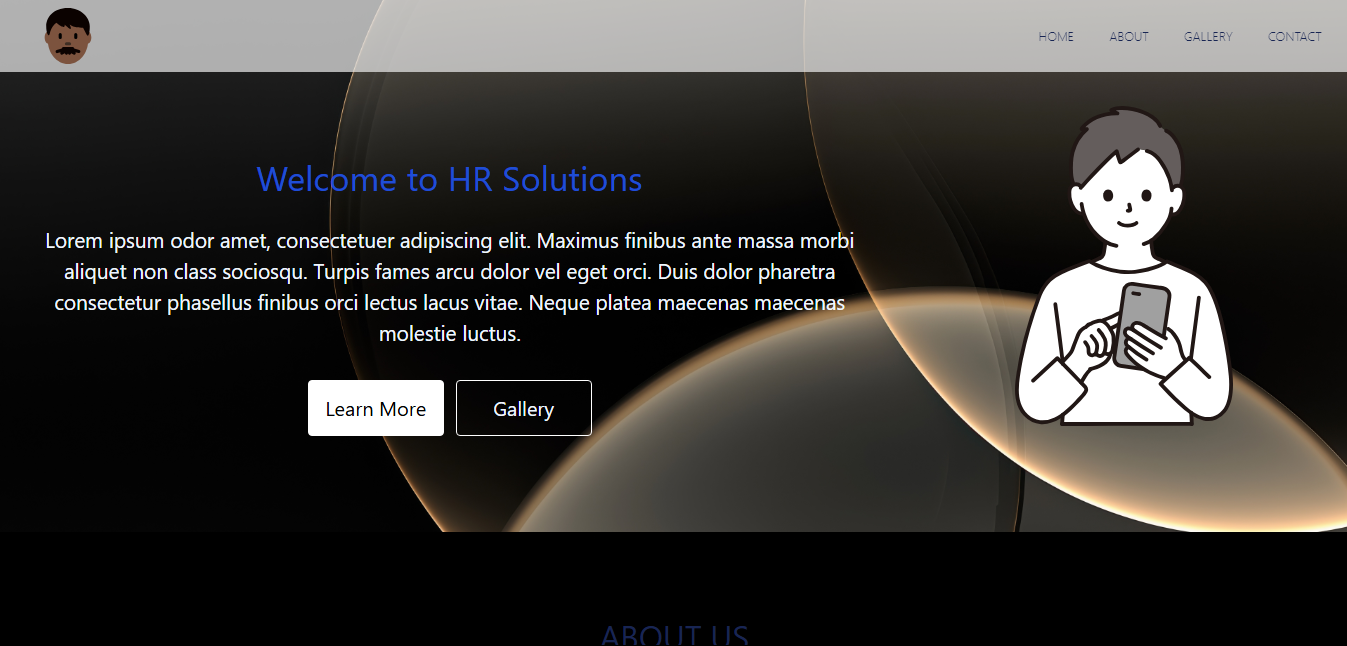 HOME ABOUT GALLERY CONTACT
Welcome to HR Solutions
Lorem ipsum odor amet, consectetuer adipiscing elit. Maximus finibus ante massa morbi
aliquet non class sociosqu. Turpis fames arcu dolor vel eget orci. Duis dolor pharetra
consectetur phasellus finibus orci lectus lacus vitae. Neque platea maecenas maecenas
molestie luctus.
Learn More Gallery
ABOUT US